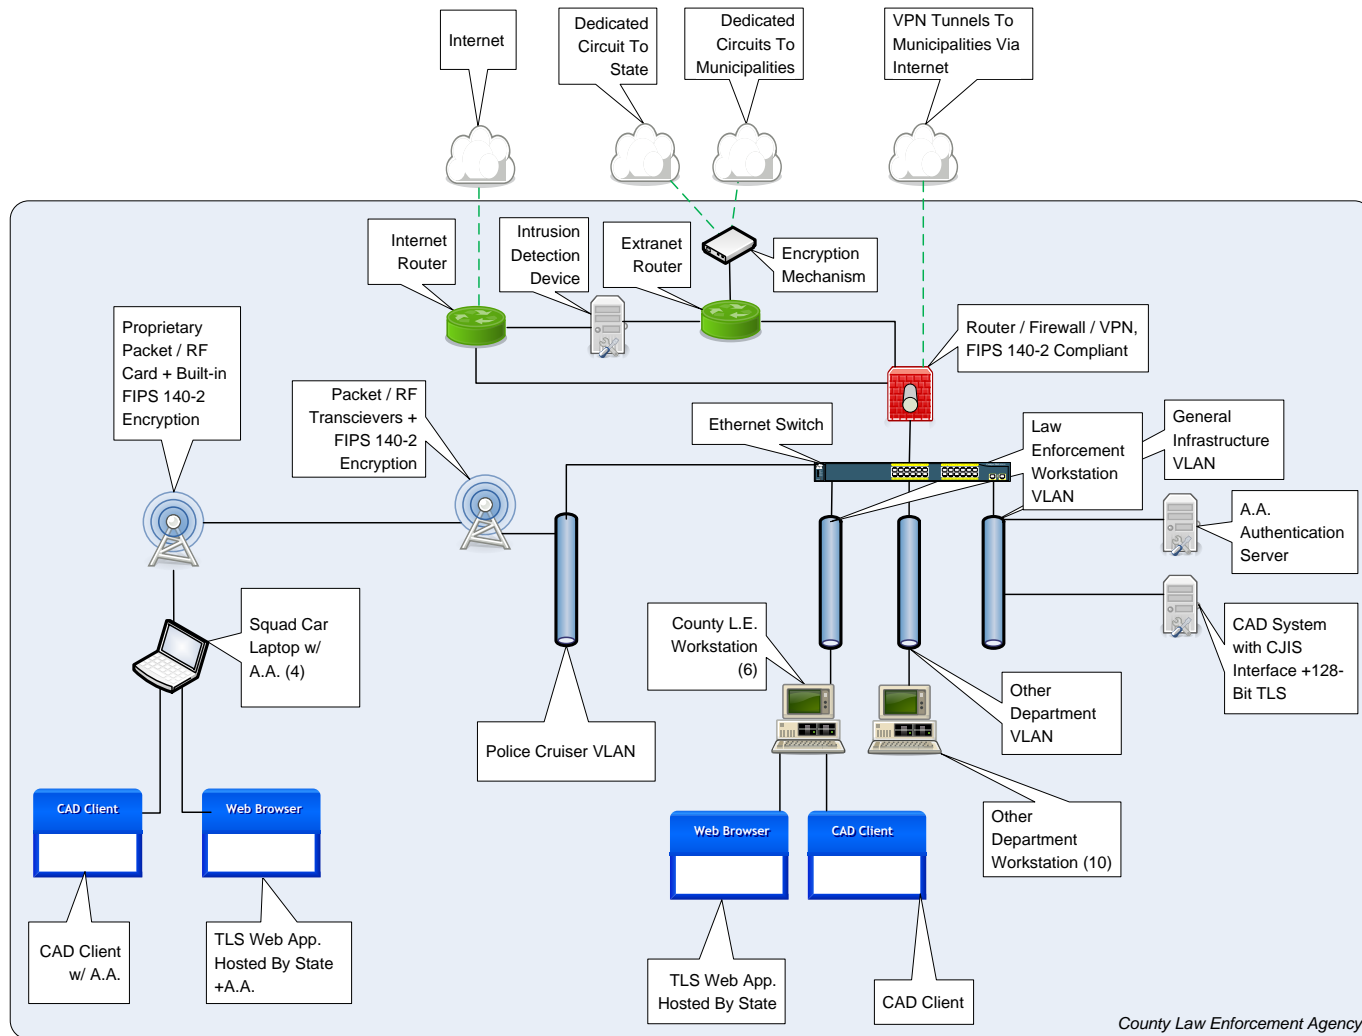 Internet
Dedicated
Circuit To
State
Dedicated
Circuits To
Municipalities
VPN Tunnels To
Municipalities Via
Internet
Internet
Router
Intrusion
Detection
Device
Extranet
Router
Encryption
Mechanism
Proprietary
Packet / RF
Card + Built-in
FIPS 140-2
Encryption
Packet / RF
Transcievers +
FIPS 140-2
Encryption
Router / Firewall / VPN,
FIPS 140-2 Compliant
Ethernet Switch
Law
Enforcement
Workstation
VLAN
General
Infrastructure
VLAN
A.A.
Authentication
Server
Squad Car
Laptop w/
A.A. (4)
County L.E.
Workstation
(6)
CAD System
with CJIS
Interface +128-
Bit TLS
Police Cruiser VLAN
Other
Department
VLAN
CAD Client
Web Browser
Web Browser
CAD Client
Other
Department
Workstation (10)
CAD Client
w/ A.A.
TLS Web App.
Hosted By State
+A.A.
TLS Web App.
Hosted By State
CAD Client
County Law Enforcement Agency